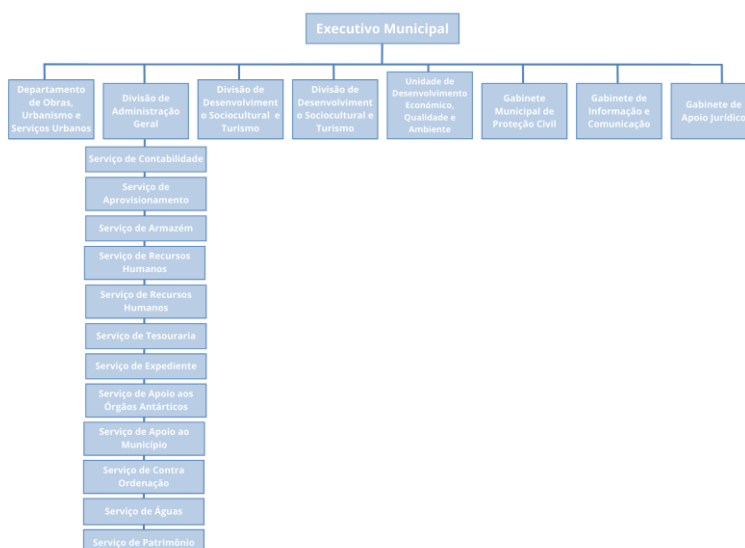 Executivo Municipal
Departamento
de Obras,
Urbanismo e
Serviços Urbanos
Divisão de
Administração
Geral
Divisão de
Desenvolviment
o Sociocultural e
Turismo
Divisão de
Desenvolviment
o Sociocultural e
Turismo
Unidade de
Desenvolvimento
Económico,
Qualidade e
Ambiente
Gabinete
Municipal de
Proteção Civil
Gabinete de
Informação e
Comunicação
Gabinete de
Apoio Jurídico
Serviço de Contabilidade
Serviço de
Aprovisionamento
Serviço de Armazém
Serviço de Recursos
Humanos
Serviço de Recursos
Humanos
Serviço de Tesouraria
Serviço de Expediente
Serviço de Apoio aos
Órgãos Antárticos
Serviço de Apoio ao
Município
Serviço de Contra
Ordenação
Serviço de Águas
Serviço de Patrimônio